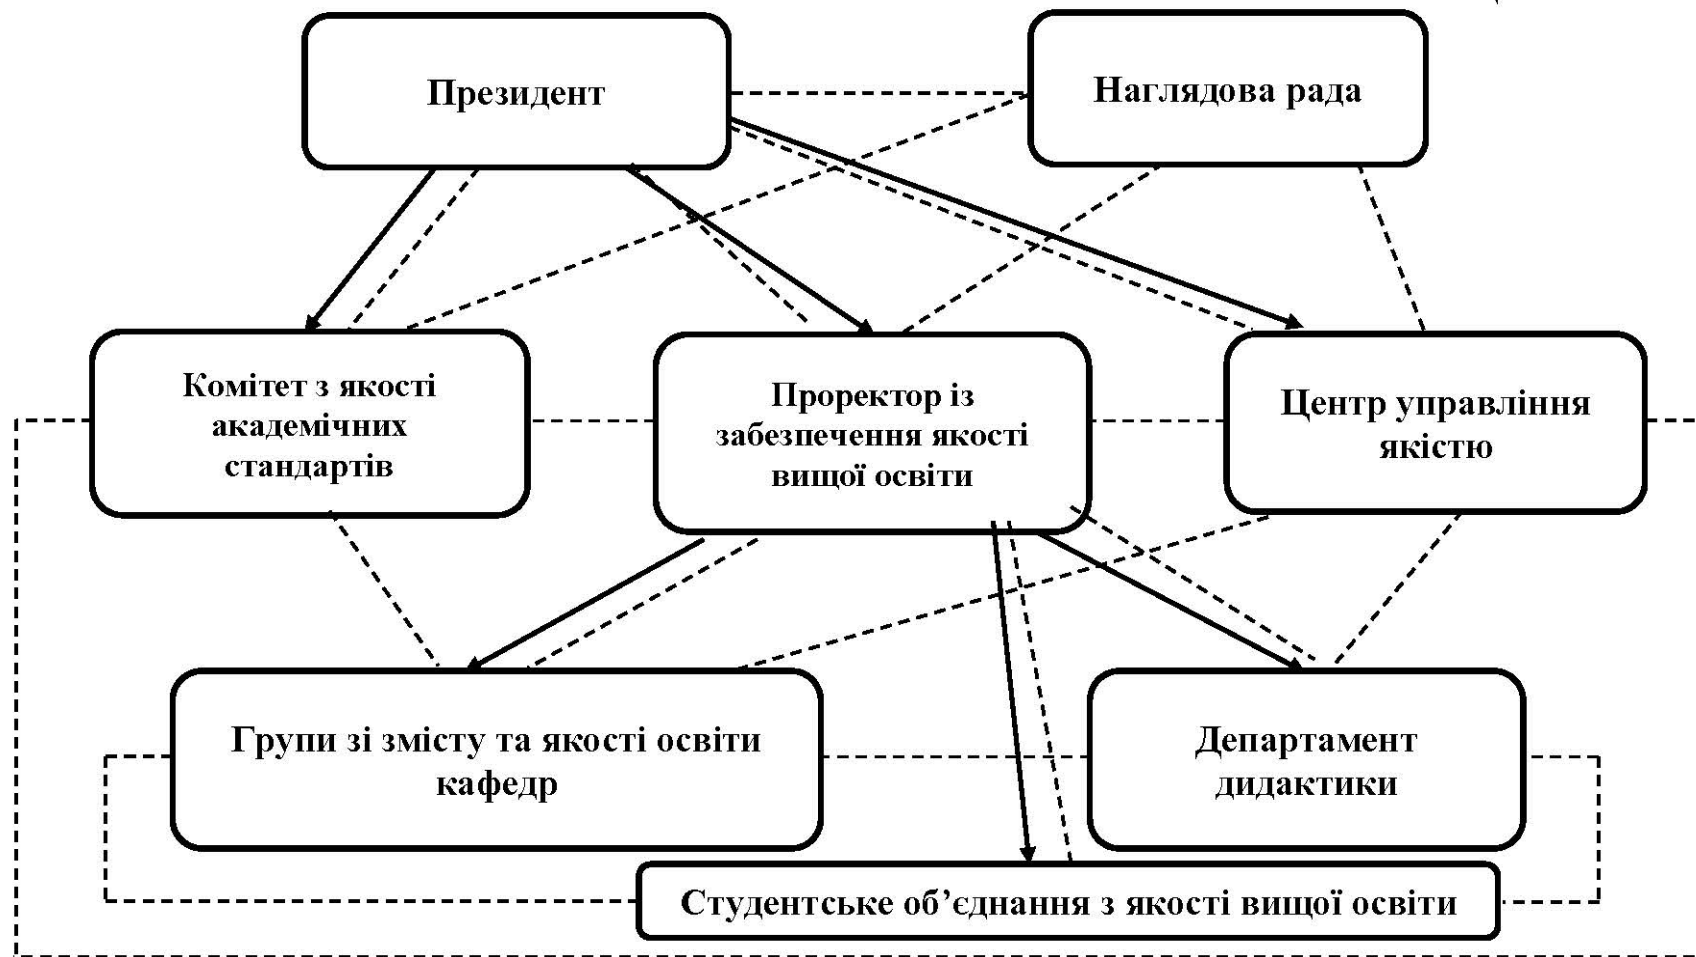 Президент
Наглядова рада
Комітет з якості
академічних
стандартів
Проректор із
забезпечення якості
вищої освіти
Центр управління
якістю
Групи зі змісту та якості освіти
кафедр
Департамент
дидактики
Студентське об’єднання з якості вищої освіти